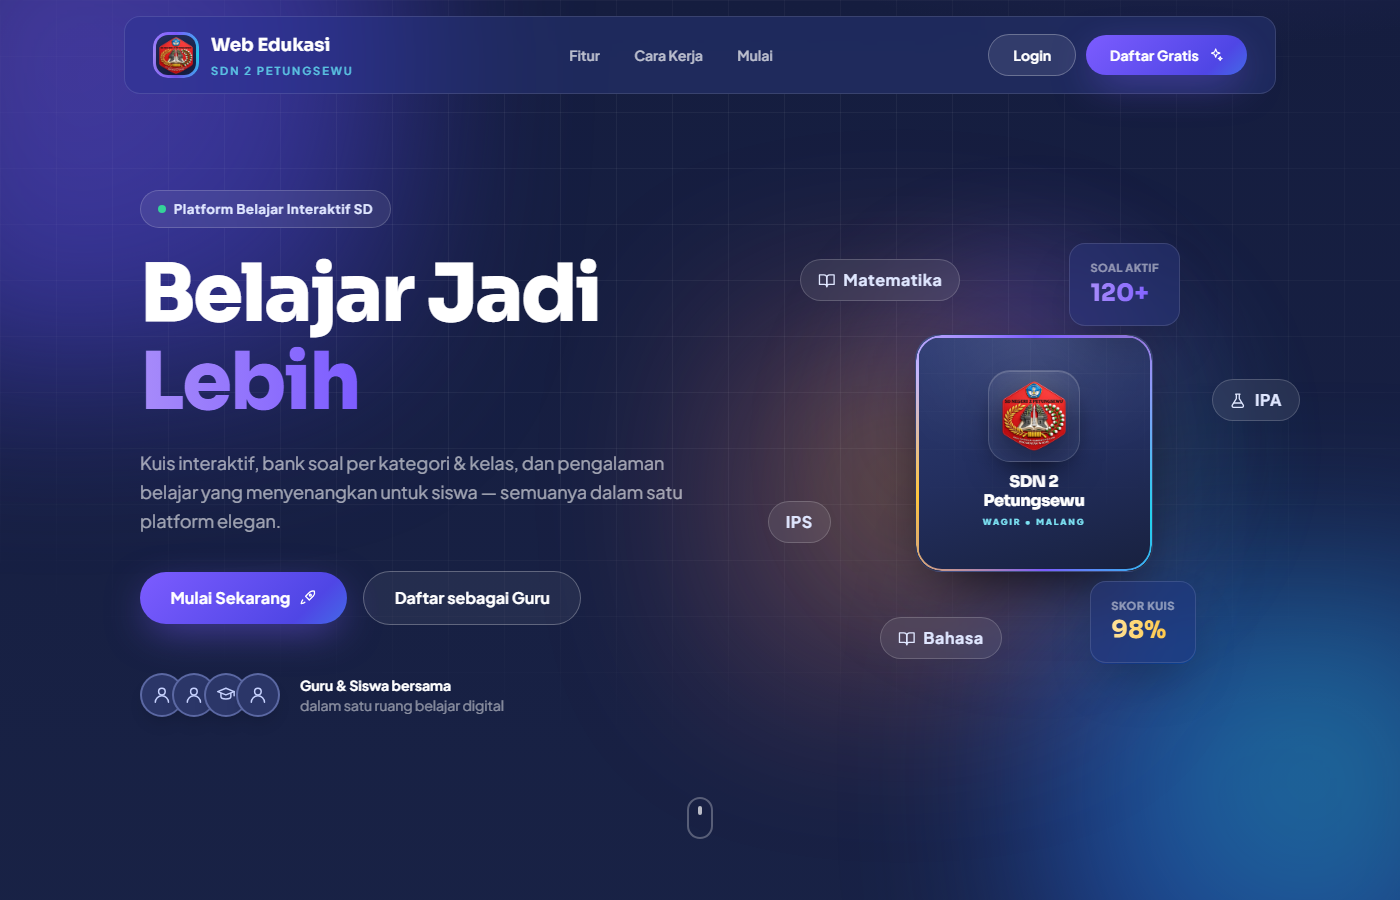 Web Edukasi
SDN 2 PETUNGSEWU
Fitur
Cara Kerja
Mulai
Login
Daftar Gratis
Platform Belajar Interaktif SD
Belajar Jadi
Lebih
Kuis interaktif, bank soal per kategori & kelas, dan pengalaman
belajar yang menyenangkan untuk siswa — semuanya dalam satu
platform elegan.
Mulai Sekarang
Daftar sebagai Guru
Guru & Siswa bersama
dalam satu ruang belajar digital
Matematika
SOAL AKTIF
120+
IPA
SDN 2
Petungsewu
WAGIR • MALANG
IPS
SKOR KUIS
98%
Bahasa